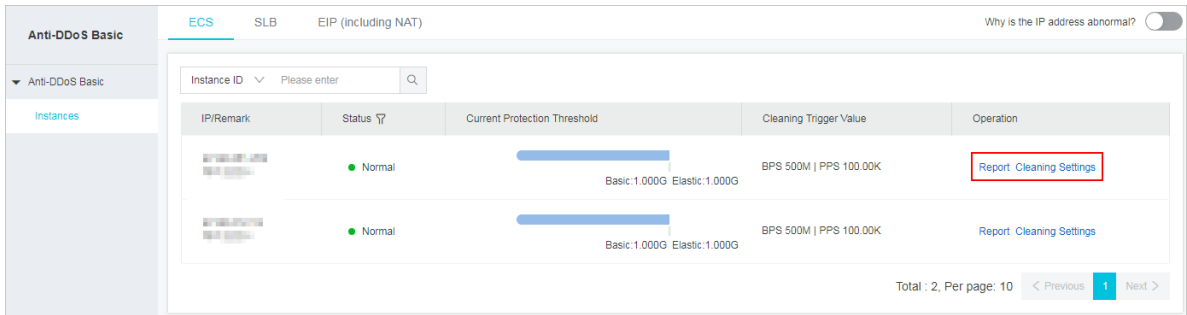 Anti-DDoS Basic
Anti-DDoS Basic
Instances
ECS SLB EIP (including NAT)
Why is the IP address abnormal?
Instance ID Please enter
IP/Remark Status Current Protection Threshold Cleaning Trigger Value Operation
Normal BPS 500M | PPS 100.00K Report Cleaning Settings
Basic:1.000G Elastic:1.000G
Normal BPS 500M | PPS 100.00K Report Cleaning Settings
Basic:1.000G Elastic:1.000G
Total : 2, Per page: 10 < Previous 1 Next >